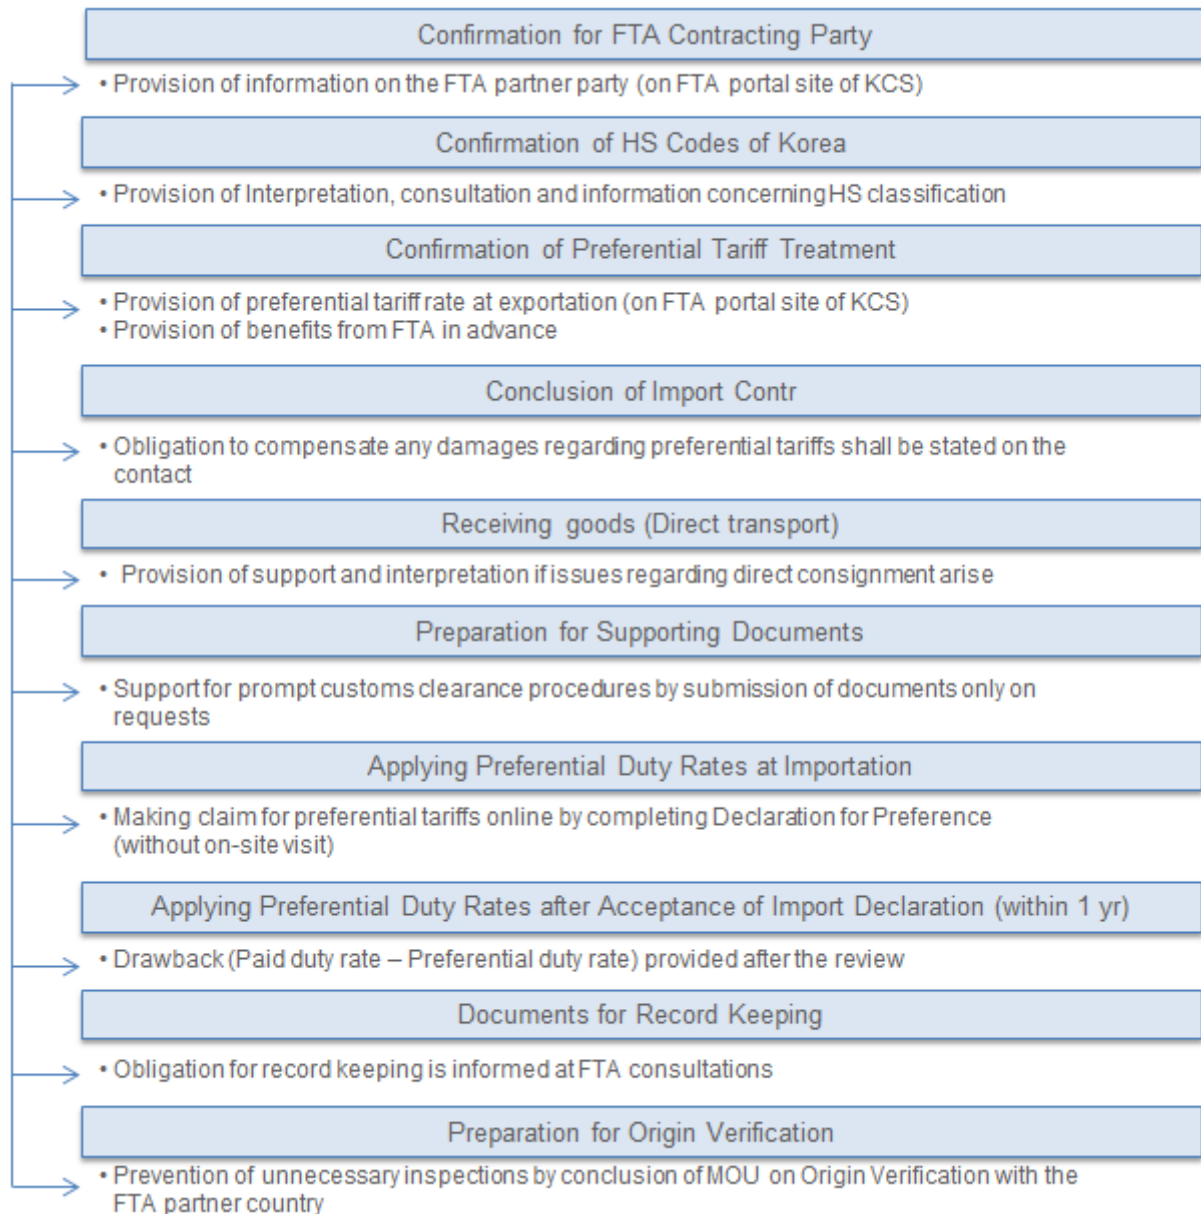 Confirmation for FTA Contracting Party
• Provision of information on the FTA partner party (on FTA portal site of KCS)
Confirmation of HS Codes of Korea
• Provision of Interpretation, consultation and information concerning HS classification
Confirmation of Preferential Tariff Treatment
• Provision of preferential tariff rate at exportation (on FTA portal site of KCS)
• Provision of benefits from FTA in advance
Conclusion of Import Contr
• Obligation to compensate any damages regarding preferential tariffs shall be stated on the
contact
Receiving goods (Direct transport)
• Provision of support and interpretation if issues regarding direct consignment arise
Preparation for Supporting Documents
• Support for prompt customs clearance procedures by submission of documents only on
requests
Applying Preferential Duty Rates at Importation
• Making claim for preferential tariffs online by completing Declaration for Preference
(without on-site visit)
Applying Preferential Duty Rates after Acceptance of Import Declaration (within 1 yr)
• Drawback (Paid duty rate – Preferential duty rate) provided after the review
Documents for Record Keeping
• Obligation for record keeping is informed at FTA consultations
Preparation for Origin Verification
• Prevention of unnecessary inspections by conclusion of MOU on Origin Verification with the
FTA partner country